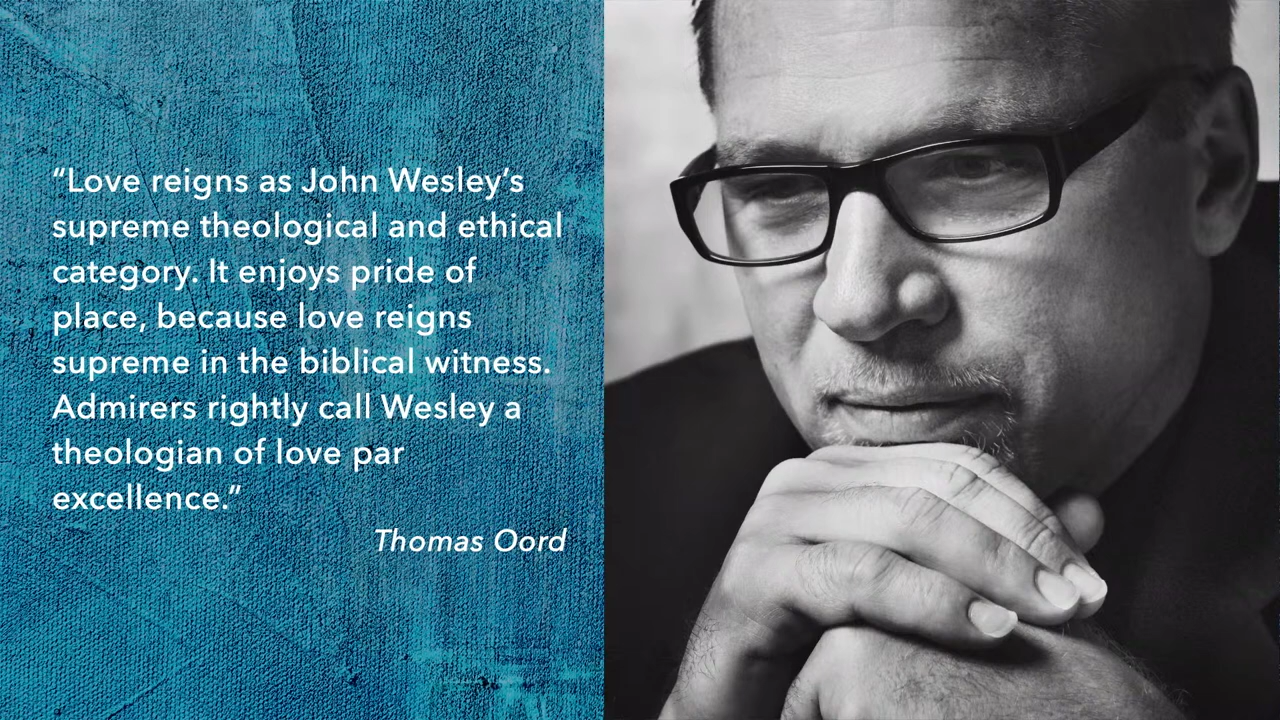 “Love reigns as John Wesley’s
supreme theological and ethical
category. It enjoys pride of
place, because love reigns
supreme in the biblical witness.
Admirers rightly call Wesley a
theologian of love par
excellence.”
Thomas Oord